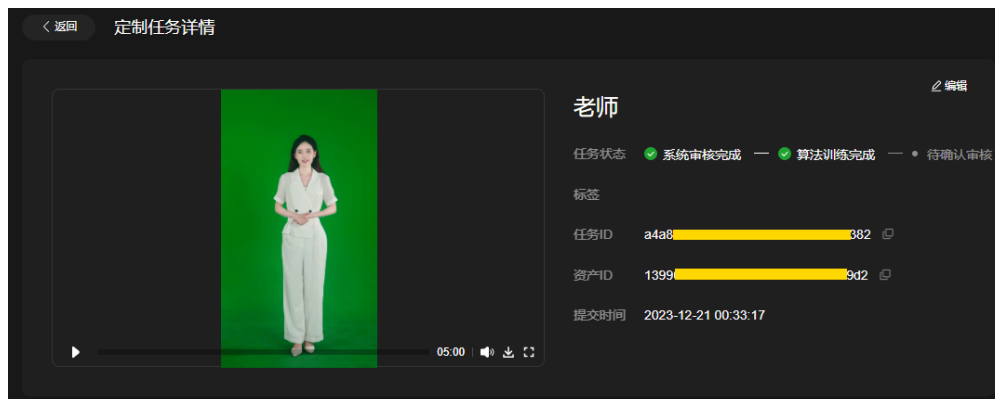 返回 定制任务详情
编辑
老师
任务状态 系统审核完成 算法训练完成 待确认审核
标签
任务ID a4a8 382
资产ID 1399 9d2
提交时间 2023-12-21 00:33:17
05:00